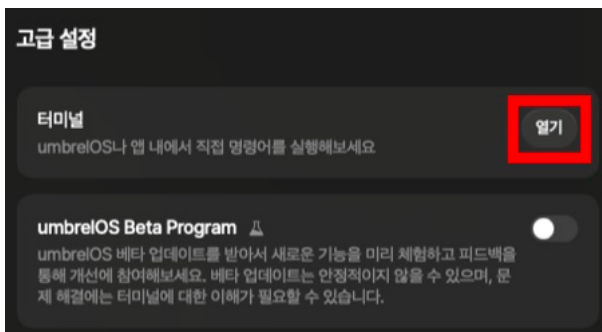 고급 설정
터미널
열기
umbrelOS나 앱 내에서 직접 명령어를 실행해보세요
umbrelOS Beta Program
umbrelOS 베타 업데이트를 받아서 새로운 기능을 미리 체험하고 피드백을
통해 개선에 참여해보세요. 베타 업데이트는 안정적이지 않을 수 있으며, 문
제 해결에는 터미널에 대한 이해가 필요할 수 있습니다.